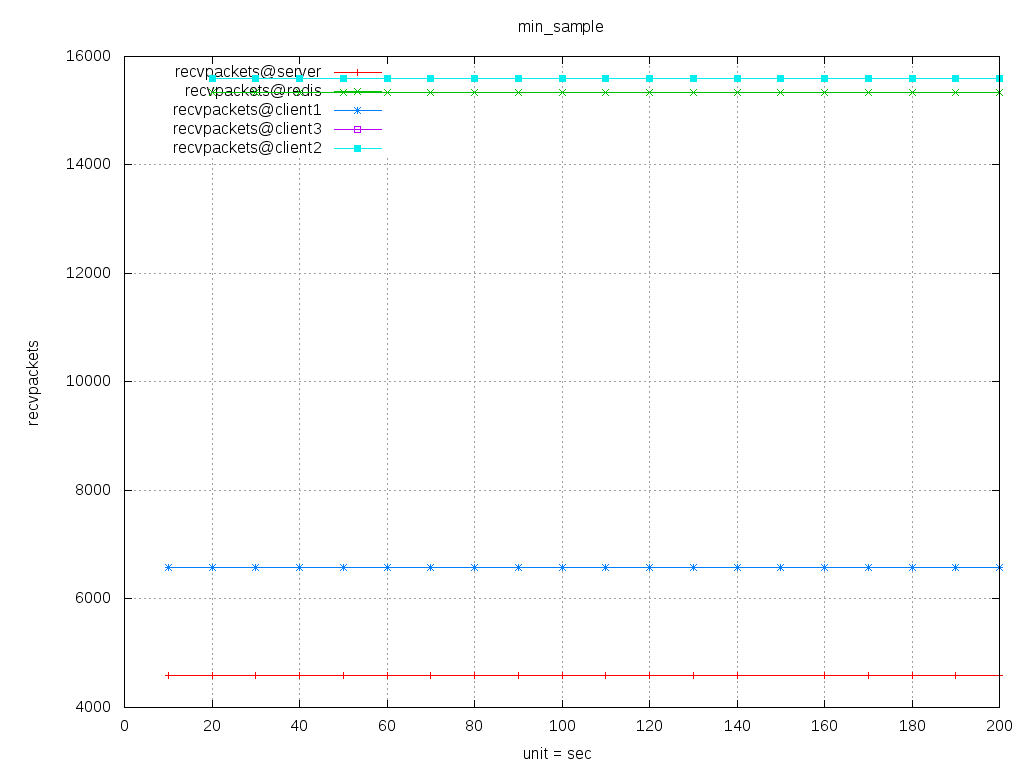 min_sample
16000
14000
12000
10000
8000
6000
4000
recvpackets
recvpackets@server
recvpackets@redis
recvpackets@client1
recvpackets@client3
recvpackets@client2
0 20 40 60 80 100 120 140 160 180 200
unit = sec